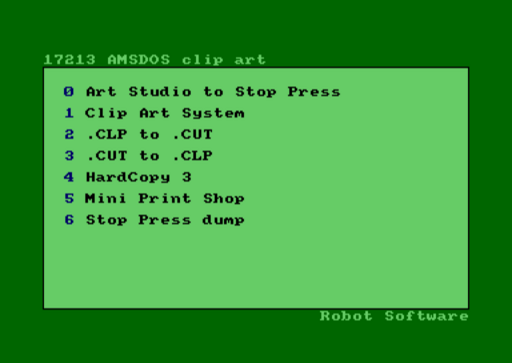 17213 AMSDOS clip art
0 Art Studio to Stop Press
1 Clip Art System
2 .CLP to .CUT
3 .CUT to .CLP
4 HardCopy 3
5 Mini Print Shop
6 Stop Press dump
Robot Software